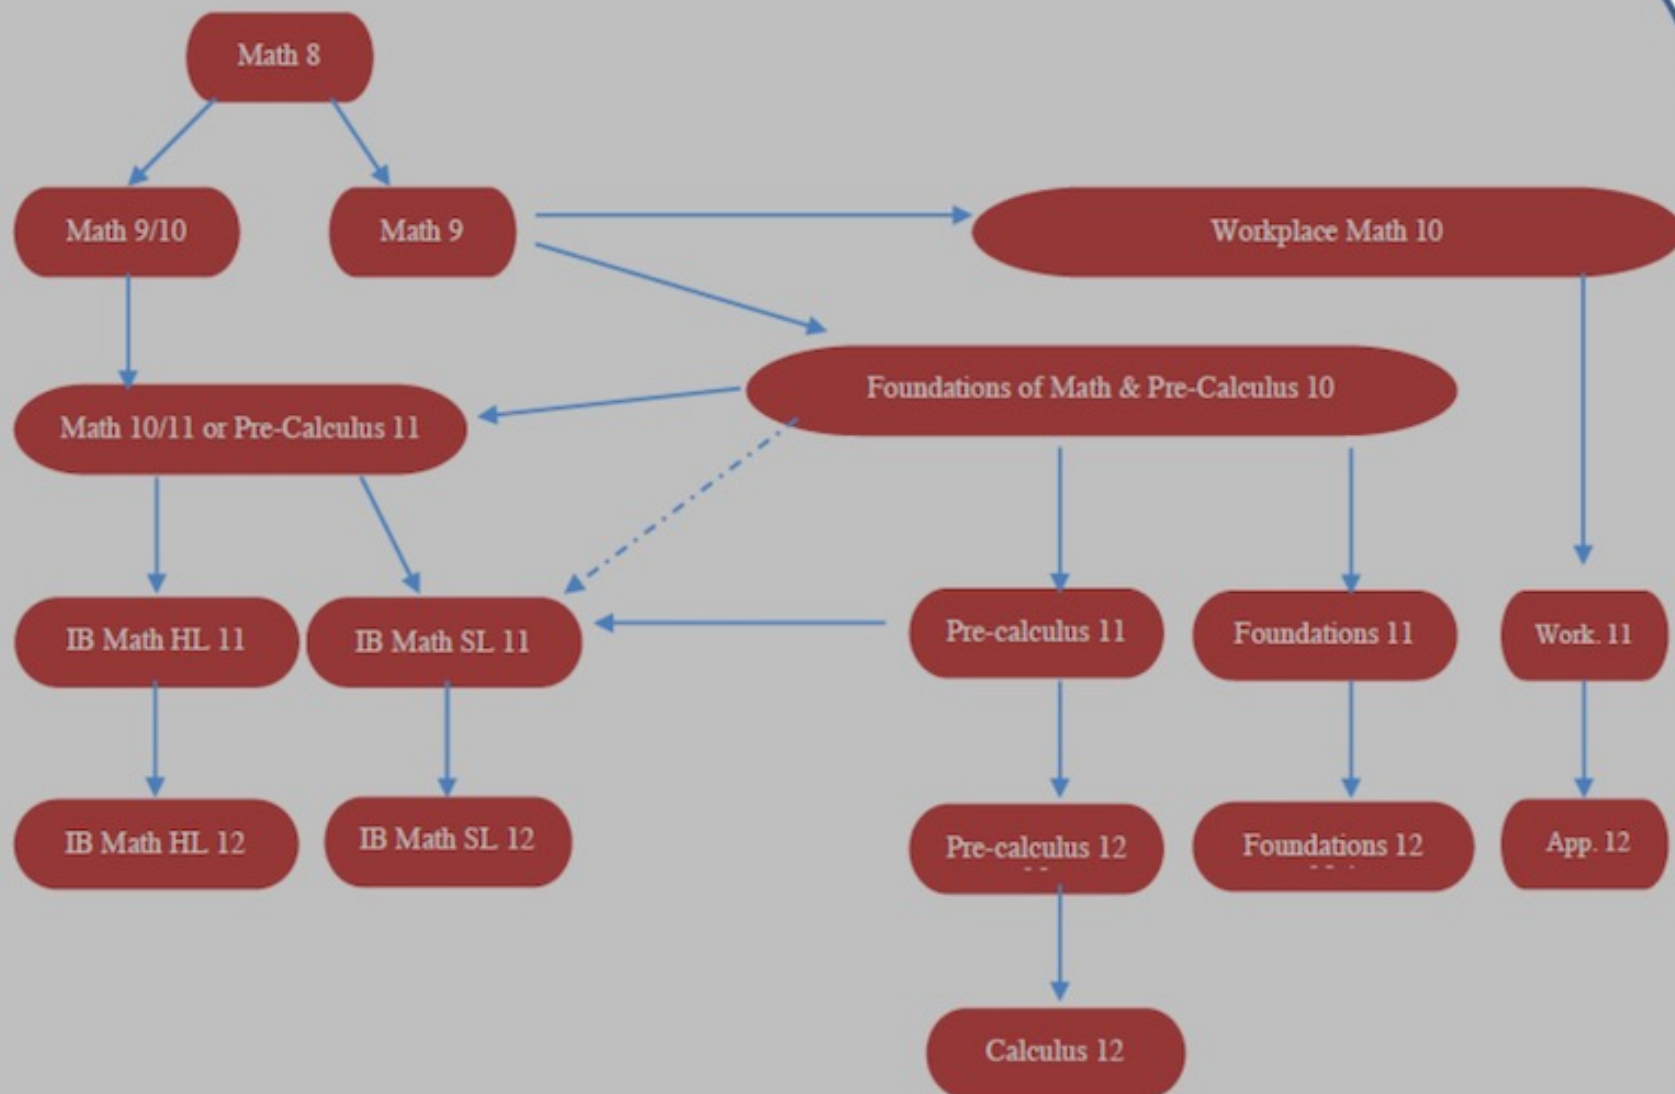 Math 8
Math 9/10
Math 9
Workplace Math 10
Foundations of Math & Pre-Calculus 10
Math 10/11 or Pre-Calculus 11
IB Math HL 11
IB Math SL 11
Pre-calculus 11
Foundations 11
Work. 11
IB Math HL 12
IB Math SL 12
Pre-calculus 12
Foundations 12
App. 12
Calculus 12